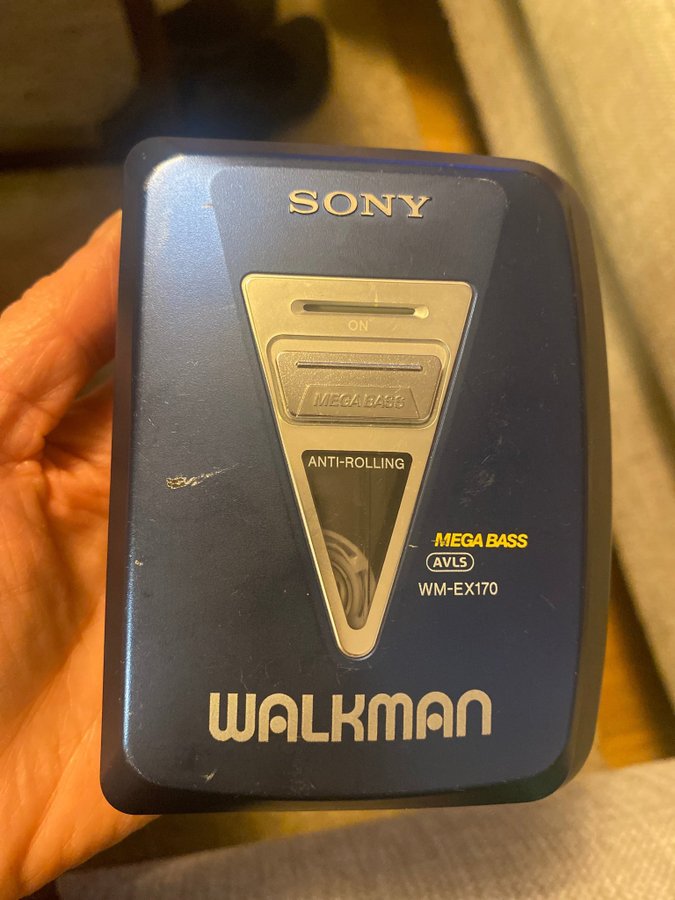 SONY
ON
MEGA BASS
ANTI-ROLLING
MEGA BASS
AVLS
WM-EX170
WALKMAN